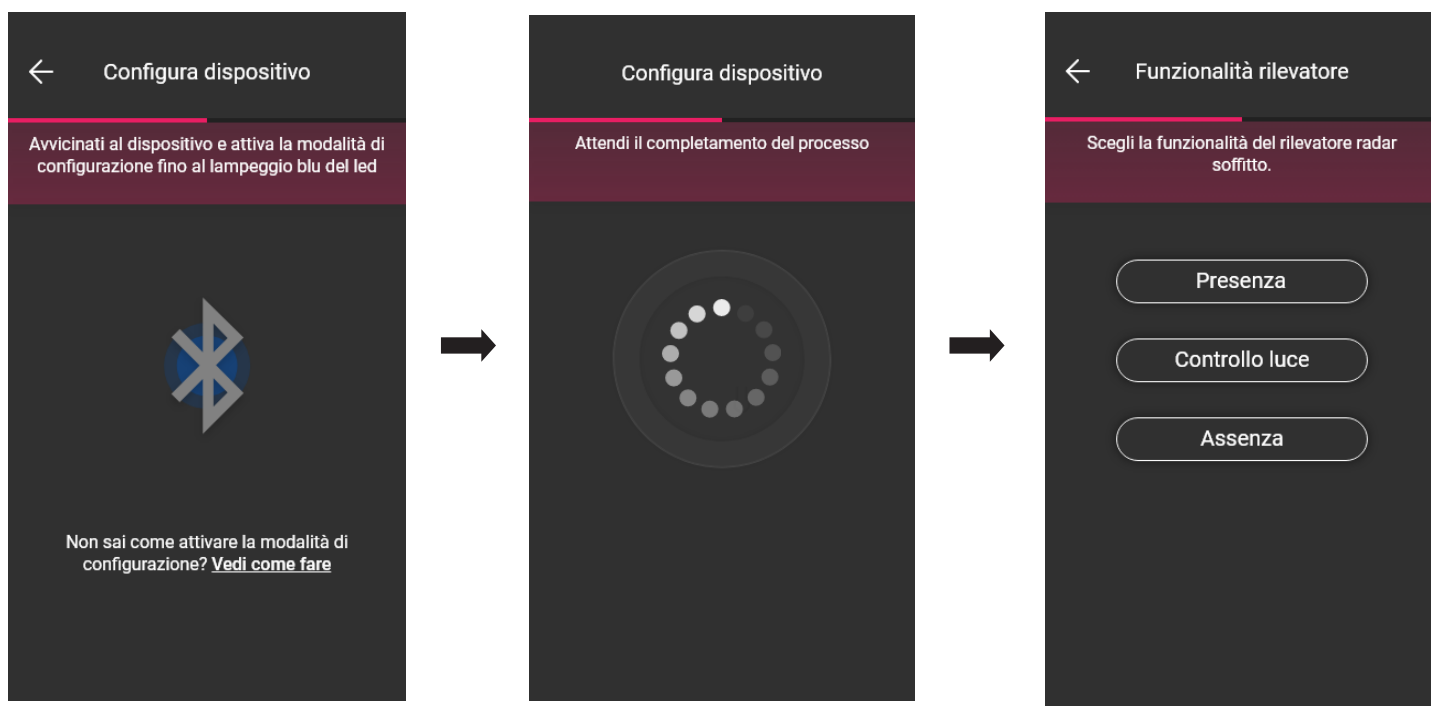 Configura dispositivo
Avvicinati al dispositivo e attiva la modalità di
configurazione fino al lampeggio blu del led
Non sai come attivare la modalità di
configurazione? Vedi come fare
Configura dispositivo
Attendi il completamento del processo
Funzionalità rilevatore
Scegli la funzionalità del rilevatore radar
soffitto.
Presenza
Controllo luce
Assenza